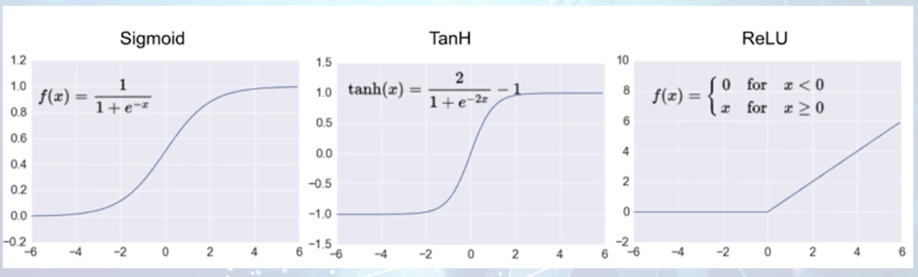 Sigmoid
1.2
1.0
0.8
0.6
0.4
0.2
0.0
−0.2
f(x) = 1 / (1 + e^{-x})
−6 −4 −2 0 2 4 6
TanH
1.5
1.0
0.5
0.0
−0.5
−1.0
−1.5
tanh(x) = 2 / (1 + e^{-2x}) − 1
−6 −4 −2 0 2 4 6
ReLU
10
8
6
4
2
0
−2
f(x) = { 0 for x < 0
x for x ≥ 0
−6 −4 −2 0 2 4 6